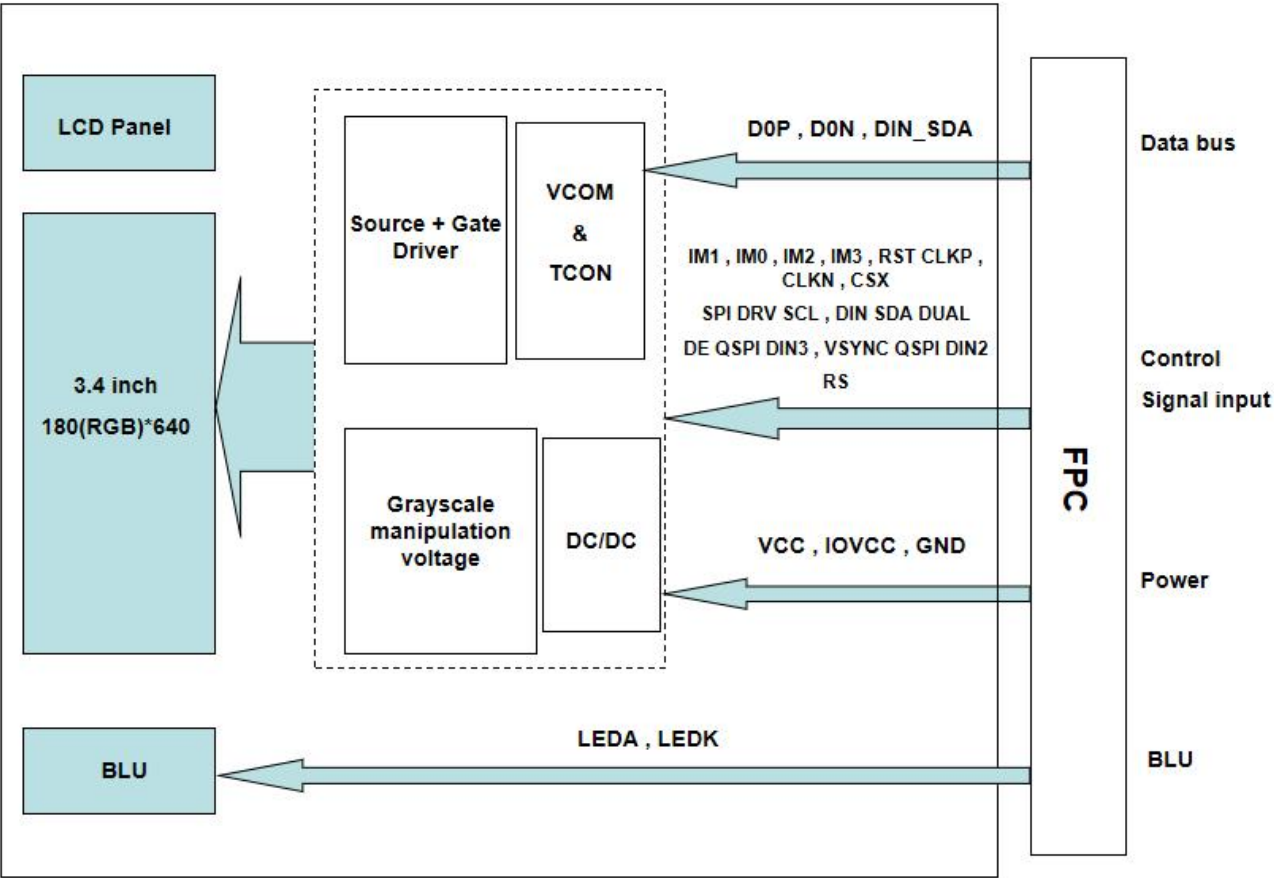 LCD Panel
3.4 inch
180(RGB)*640
BLU
Source + Gate
Driver
VCOM
&
TCON
Grayscale
manipulation
voltage
DC/DC
D0P , D0N , DIN_SDA
IM1 , IM0 , IM2 , IM3 , RST CLKP ,
CLKN , CSX
SPI DRV SCL , DIN SDA DUAL
DE QSPI DIN3 , VSYNC QSPI DIN2
RS
VCC , IOVCC , GND
LEDA , LEDK
FPC
Data bus
Control
Signal input
Power
BLU